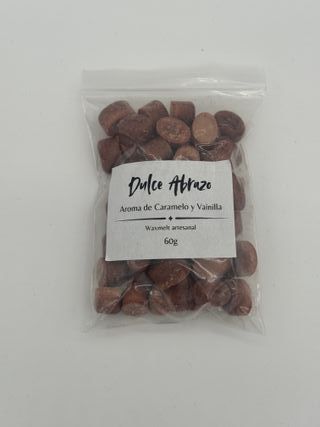 Dulce Abrazo
Aroma de Caramelo y Vainilla
Waxmelt artesanal
60g